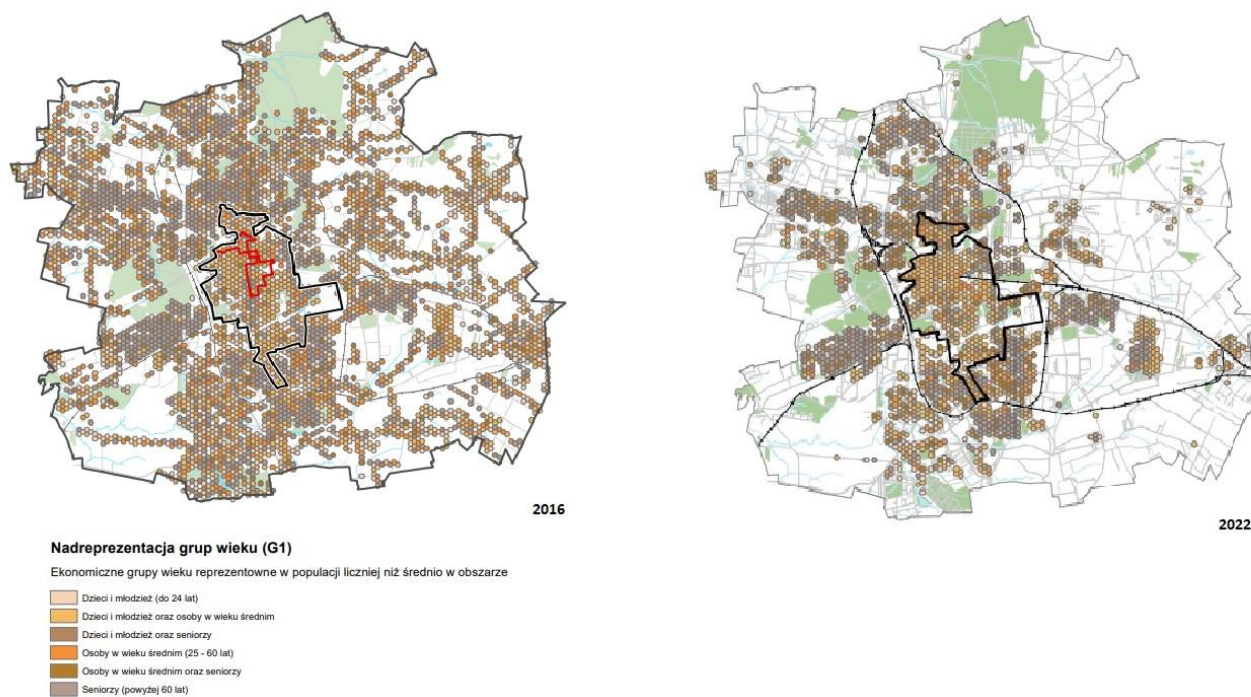 2016
2022
Nadreprezentacja grup wieku (G1)
Ekonomiczne grupy wieku reprezentowne w populacji liczniej niż średnio w obszarze
Dzieci i młodzież (do 24 lat)
Dzieci i młodzież oraz osoby w wieku średnim
Dzieci i młodzież oraz seniorzy
Osoby w wieku średnim (25 - 60 lat)
Osoby w wieku średnim oraz seniorzy
Seniorzy (powyżej 60 lat)